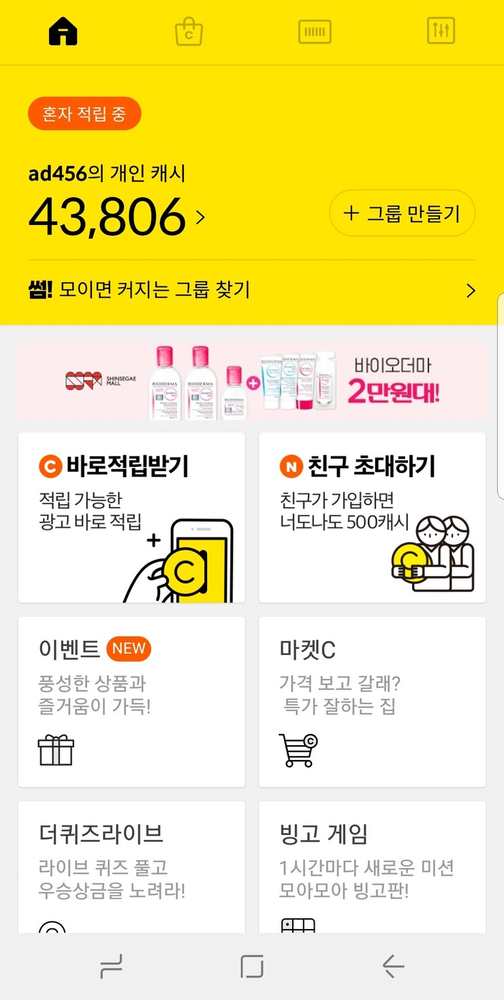 혼자 적립 중
ad456의 개인 캐시
43,806
+ 그룹 만들기
썸! 모이면 커지는 그룹 찾기
SHINSEGAE
MALL
BIODERMA
BIODERMA
BIODERMA
BIODERMA
BIODERMA
바이오더마
2만원대!
C 바로적립받기
적립 가능한
광고 바로 적립
N 친구 초대하기
친구가 가입하면
너도나도 500캐시
이벤트 NEW
풍성한 상품과
즐거움이 가득!
마켓C
가격 보고 갈래?
특가 잘하는 집
더퀴즈라이브
라이브 퀴즈 풀고
우승상금을 노려라!
빙고 게임
1시간마다 새로운 미션
모아모아 빙고판!